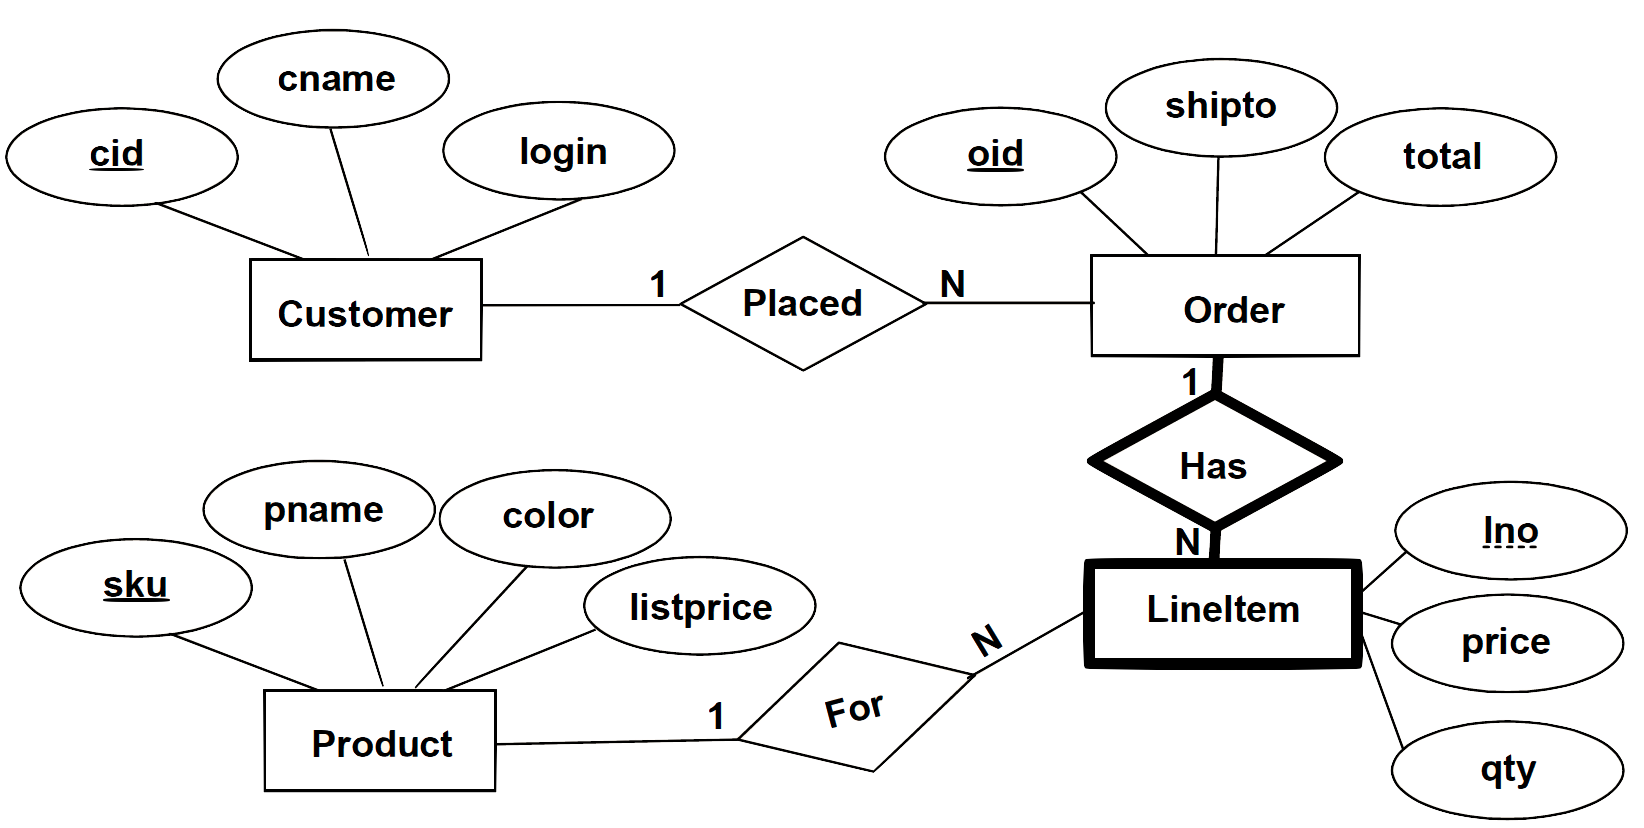 cname
shipto
cid
login
oid
total
1
N
Customer
Placed
Order
1
Has
pname
color
N
lno
sku
listprice
LineItem
N
price
1
For
Product
qty